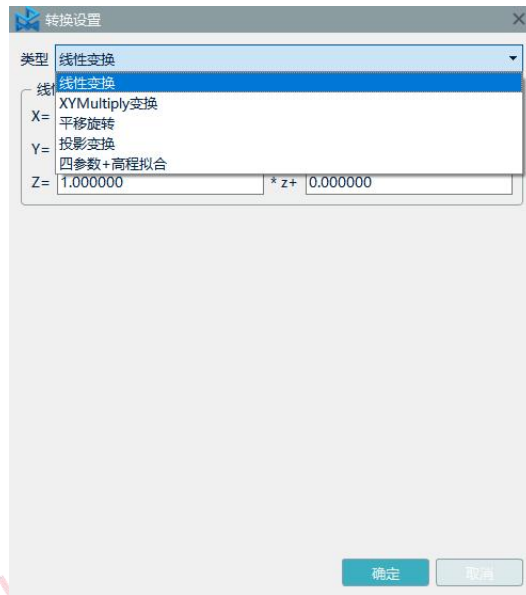 转换设置
类型 线性变换
线性变换
XYMultiply变换
平移旋转
投影变换
四参数+高程拟合
线
X=
Y=
Z= 1.000000 * z+ 0.000000
确定 取消